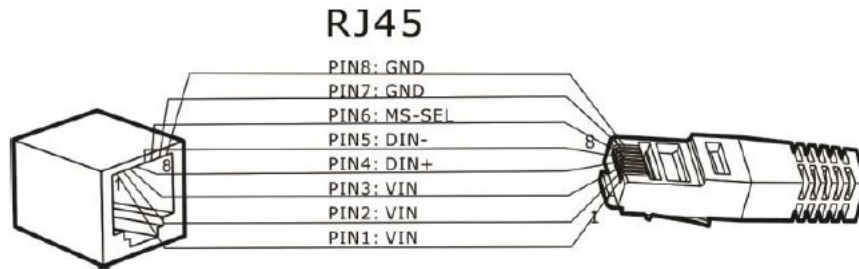 RJ45
PIN8: GND
PIN7: GND
PIN6: MS-SEL
PIN5: DIN-
PIN4: DIN+
PIN3: VIN
PIN2: VIN
PIN1: VIN
8
1
8
1